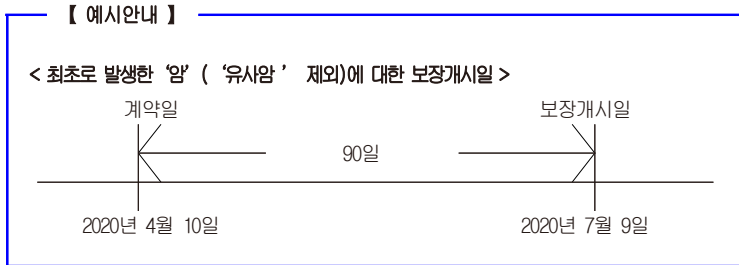 【 예시안내 】
< 최초로 발생한 ‘암’ ( ‘유사암 ’ 제외)에 대한 보장개시일 >
계약일 보장개시일
90일
2020년 4월 10일 2020년 7월 9일